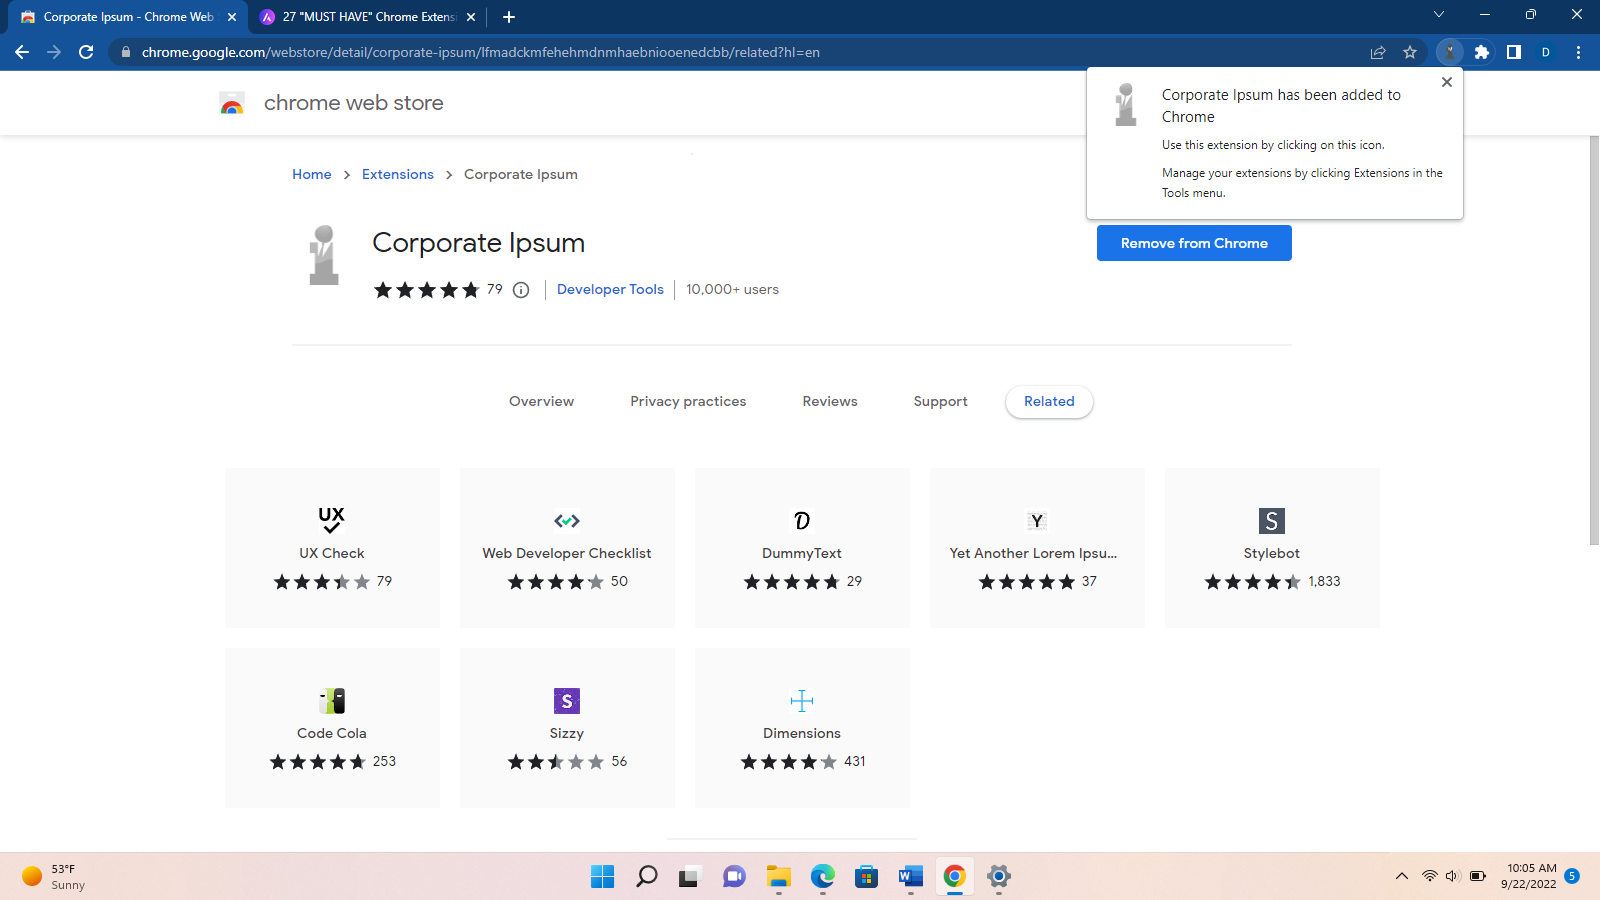 Corporate Ipsum - Chrome Web
27 "MUST HAVE" Chrome Extensi
chrome.google.com/webstore/detail/corporate-ipsum/lfmadckmfehehmdnmhaebniooenedcbb/related?hl=en
D
chrome web store
Corporate Ipsum has been added to
Chrome
Use this extension by clicking on this icon.
Manage your extensions by clicking Extensions in the
Tools menu.
Home > Extensions > Corporate Ipsum
Corporate Ipsum
Remove from Chrome
79
Developer Tools
10,000+ users
Overview
Privacy practices
Reviews
Support
Related
UX
UX Check
79
Web Developer Checklist
50
D
DummyText
29
Y
Yet Another Lorem Ipsu...
37
S
Stylebot
1,833
Code Cola
253
S
Sizzy
56
Dimensions
431
53°F
Sunny
W
10:05 AM
9/22/2022
5